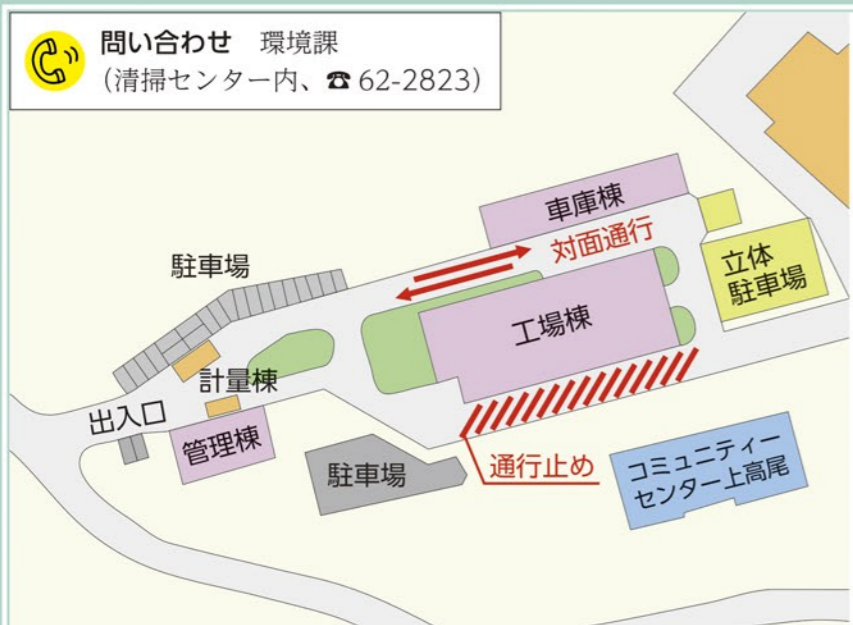 問い合わせ　環境課
（清掃センター内、☎62-2823）
車庫棟
対面通行
駐車場
立体
駐車場
工場棟
計量棟
出入口
管理棟
駐車場
通行止め
コミュニティー
センター上高尾